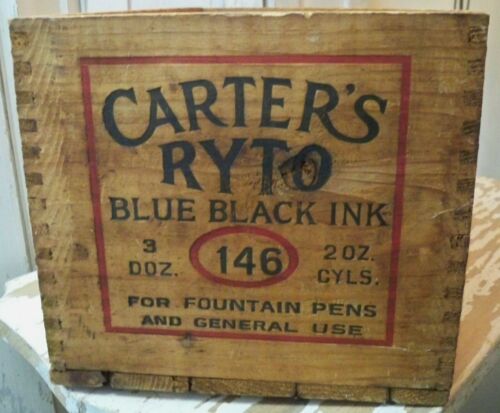 CARTER'S
RYTO
BLUE BLACK INK
3 DOZ. 146 2 OZ. CYLS.
FOR FOUNTAIN PENS
AND GENERAL USE